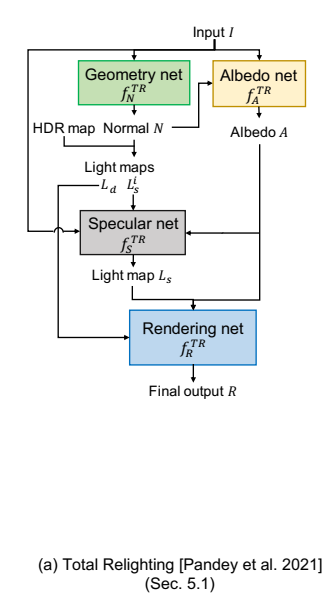 Input I
Geometry net
f_N^TR
Albedo net
f_A^TR
HDR map Normal N
Albedo A
Light maps
L_d L_s^i
Specular net
f_S^TR
Light map L_s
Rendering net
f_R^TR
Final output R
(a) Total Relighting [Pandey et al. 2021]
(Sec. 5.1)